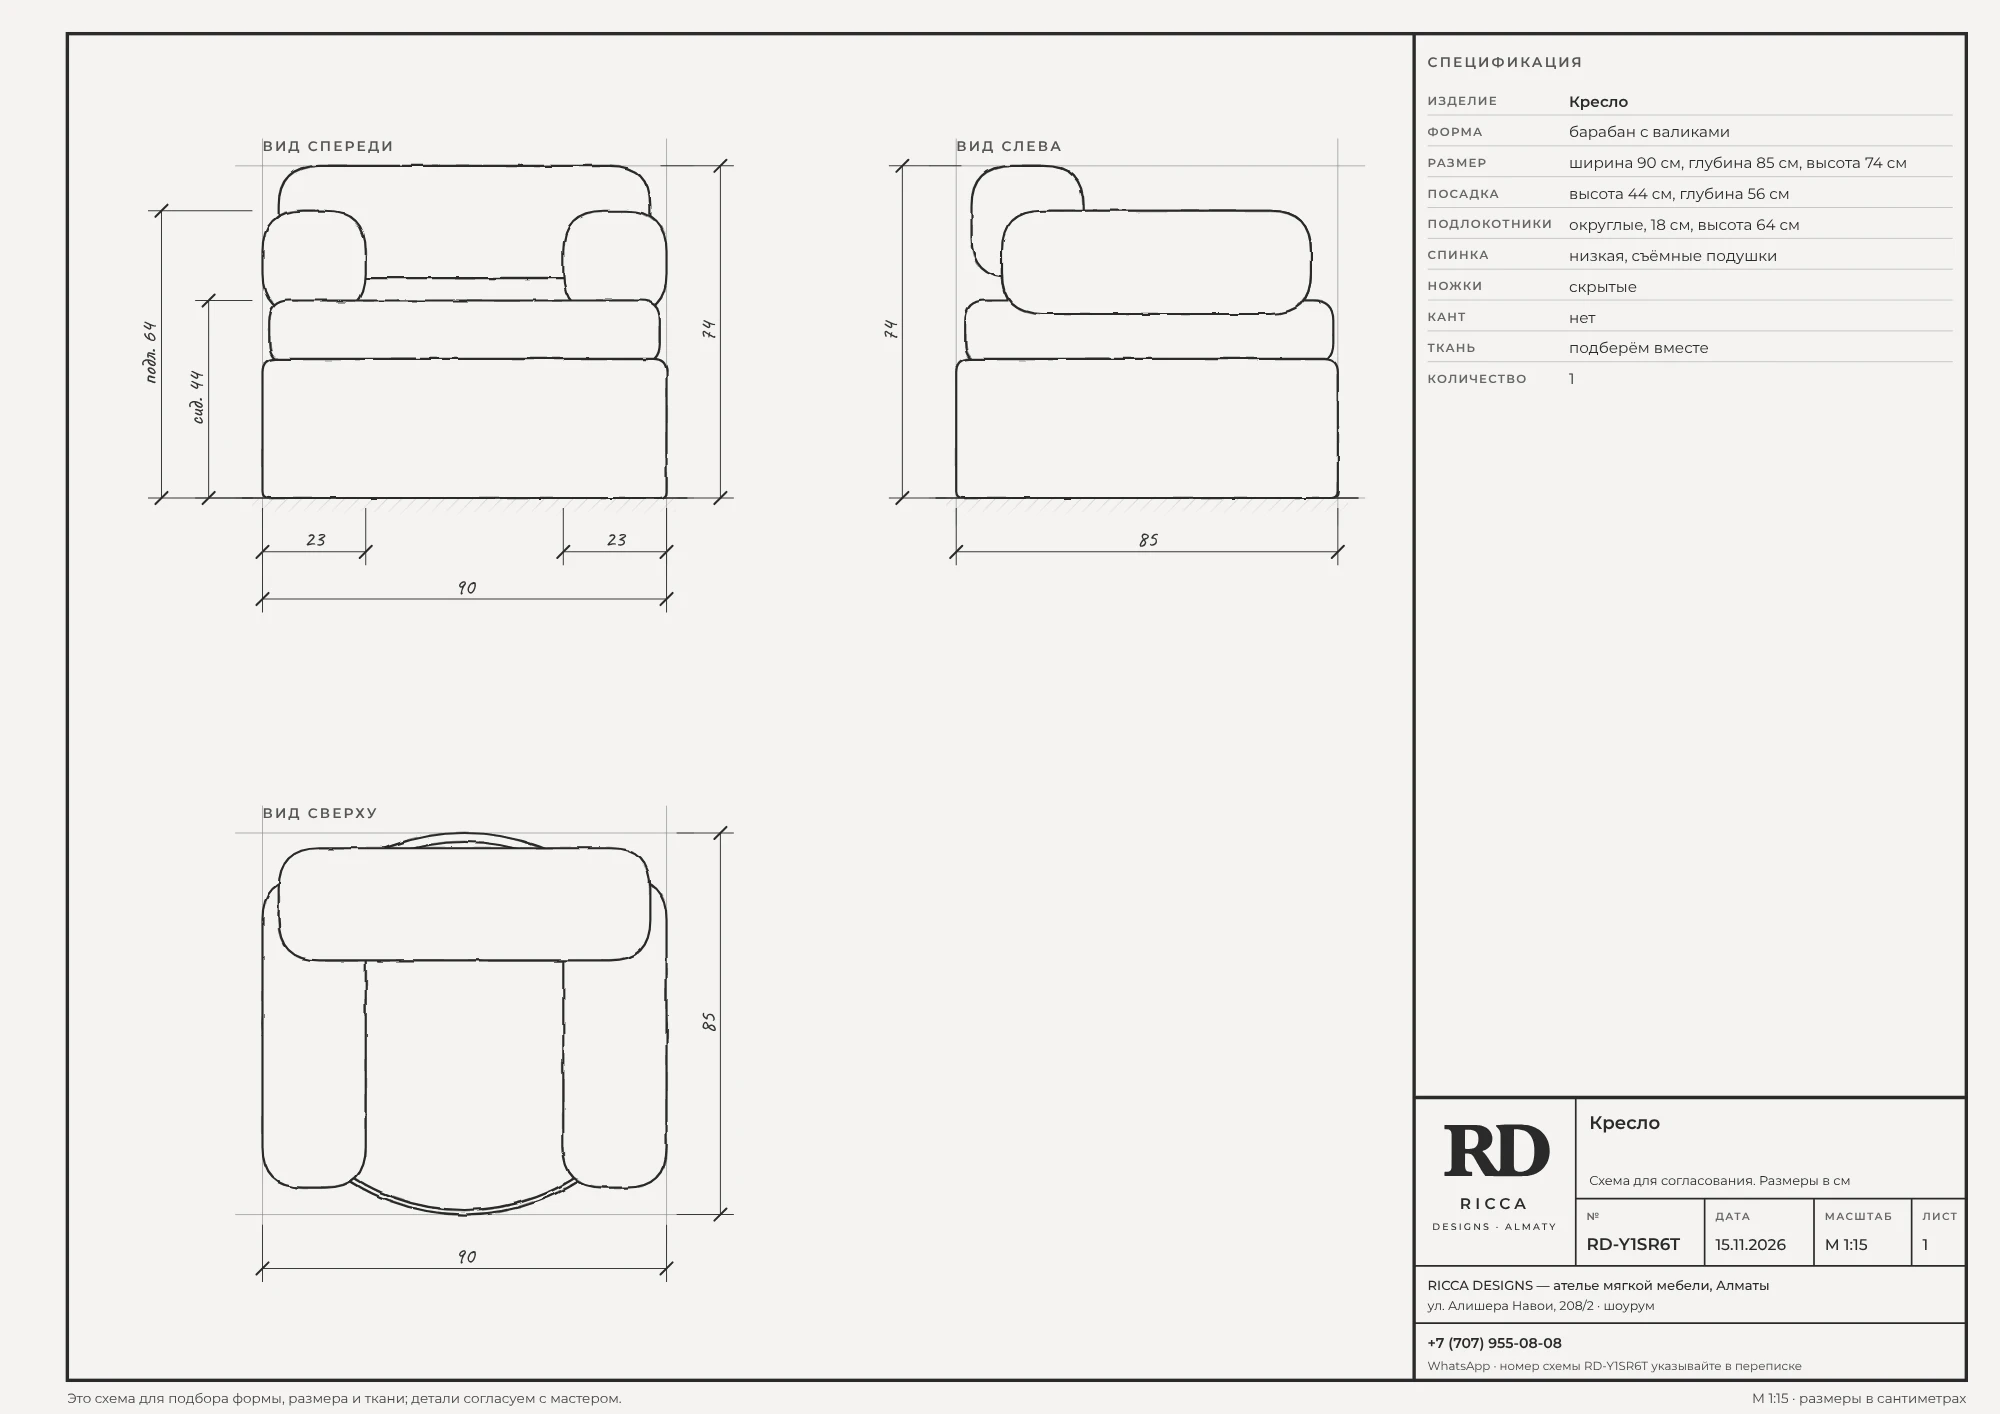 ВИД СПЕРЕДИ
подл. 64
сид. 44
74
23
23
90
ВИД СЛЕВА
74
85
ВИД СВЕРХУ
85
90
СПЕЦИФИКАЦИЯ
ИЗДЕЛИЕ Кресло
ФОРМА барабан с валиками
РАЗМЕР ширина 90 см, глубина 85 см, высота 74 см
ПОСАДКА высота 44 см, глубина 56 см
ПОДЛОКОТНИКИ округлые, 18 см, высота 64 см
СПИНКА низкая, съёмные подушки
НОЖКИ скрытые
КАНТ нет
ТКАНЬ подберём вместе
КОЛИЧЕСТВО 1
RD
RICCA
DESIGNS · ALMATY
Кресло
Схема для согласования. Размеры в см
№ ДАТА МАСШТАБ ЛИСТ
RD-Y1SR6T 15.11.2026 М 1:15 1
RICCA DESIGNS — ателье мягкой мебели, Алматы
ул. Алишера Навои, 208/2 · шоурум
+7 (707) 955-08-08
WhatsApp · номер схемы RD-Y1SR6T указывайте в переписке
Это схема для подбора формы, размера и ткани; детали согласуем с мастером.
М 1:15 · размеры в сантиметрах